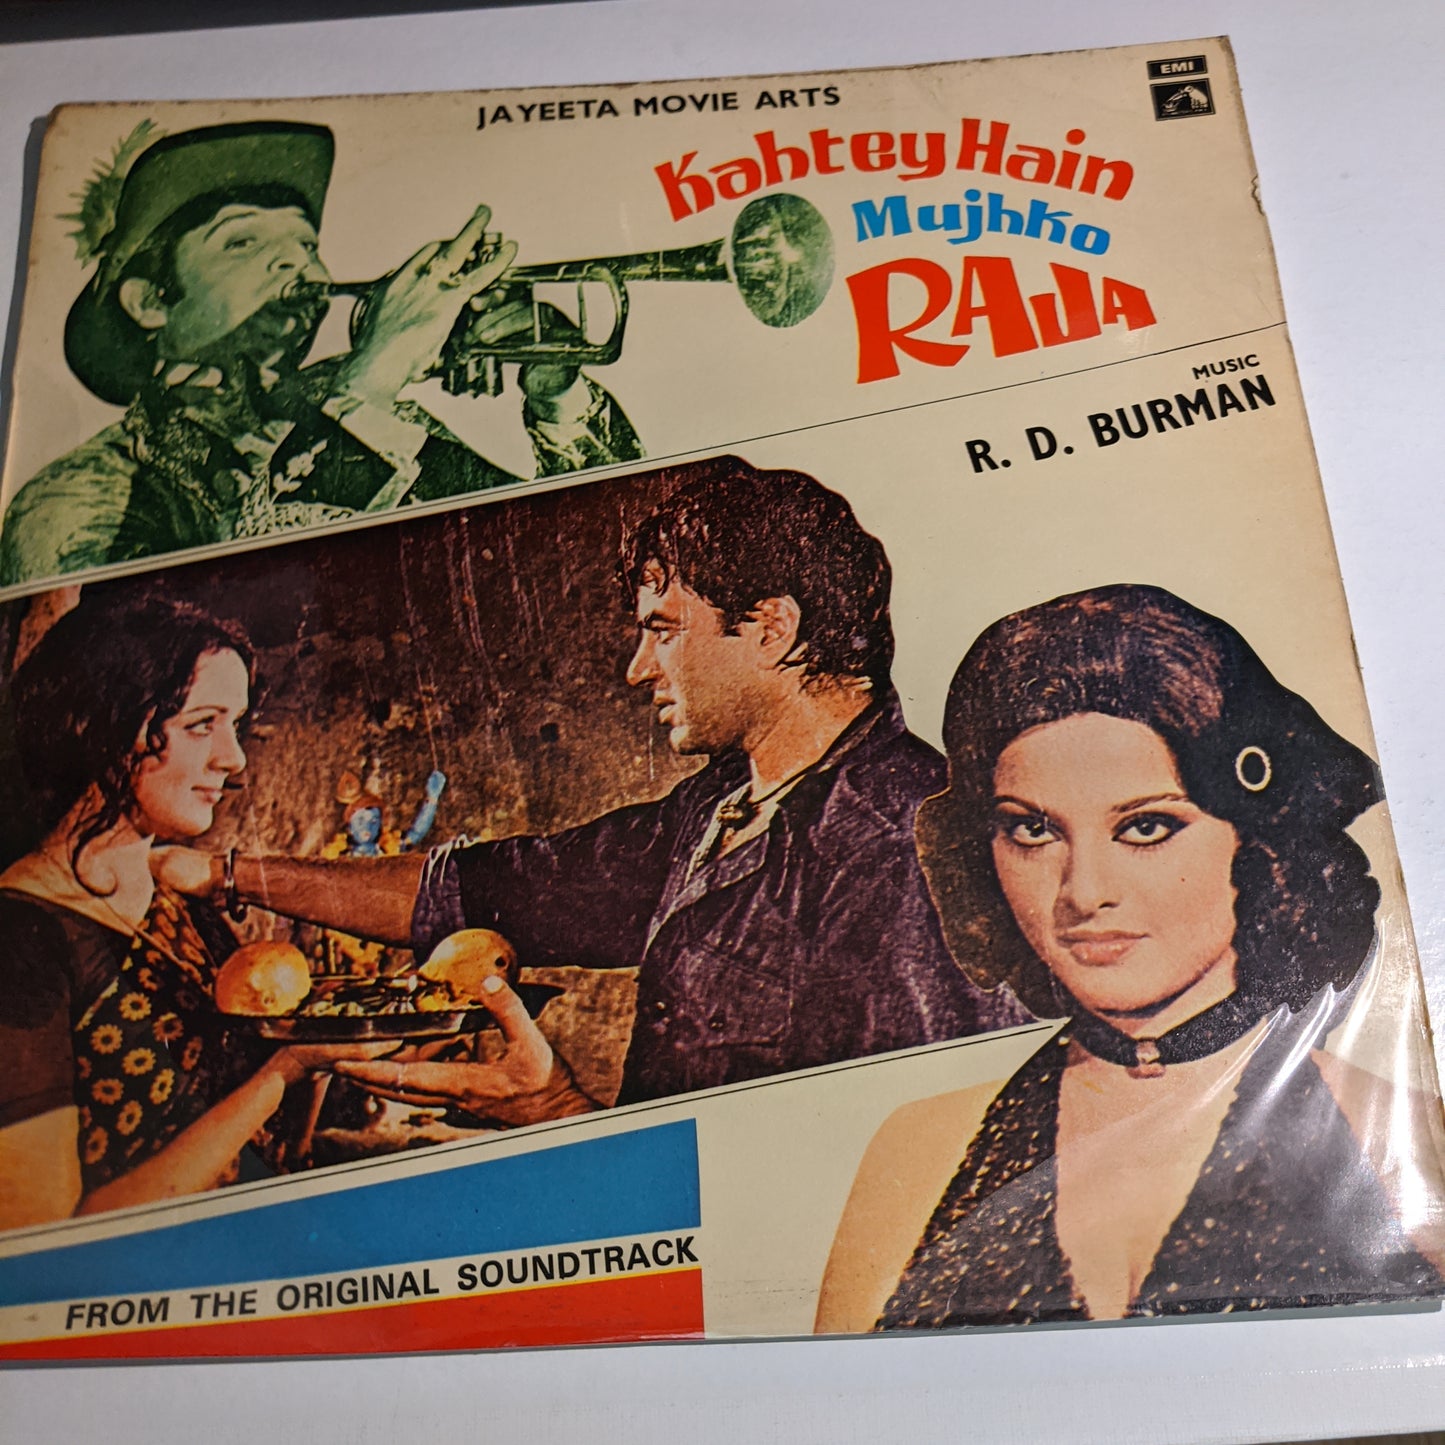 JAYEETA MOVIE ARTS
EMI
Kahtey Hain
Mujhko
RAJA
MUSIC
R. D. BURMAN
FROM THE ORIGINAL SOUNDTRACK